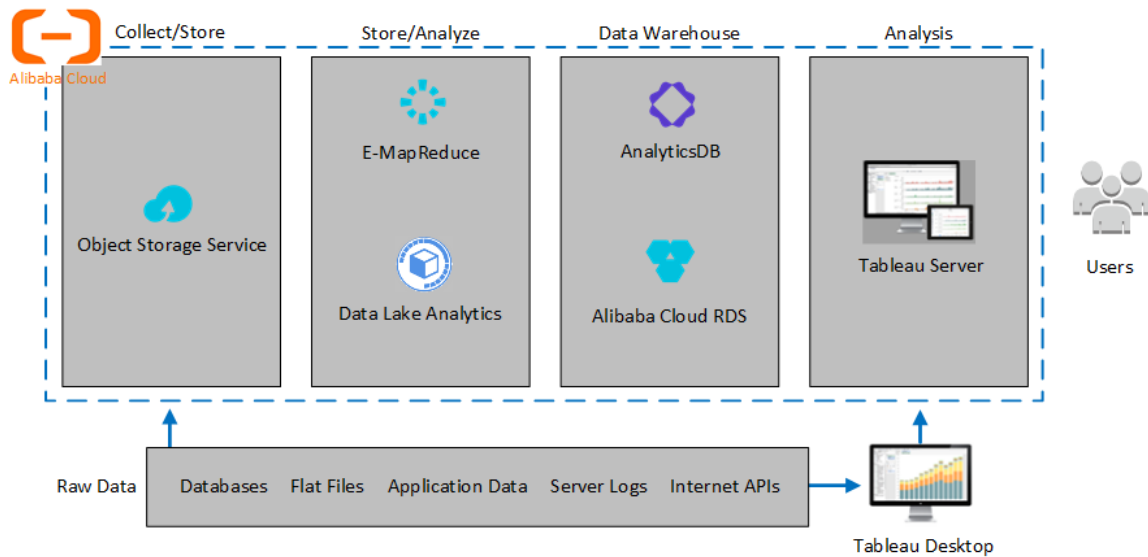 Collect/Store
Store/Analyze
Data Warehouse
Analysis
Alibaba Cloud
E-MapReduce
AnalyticsDB
Object Storage Service
Tableau Server
Users
Data Lake Analytics
Alibaba Cloud RDS
Raw Data
Databases
Flat Files
Application Data
Server Logs
Internet APIs
Tableau Desktop